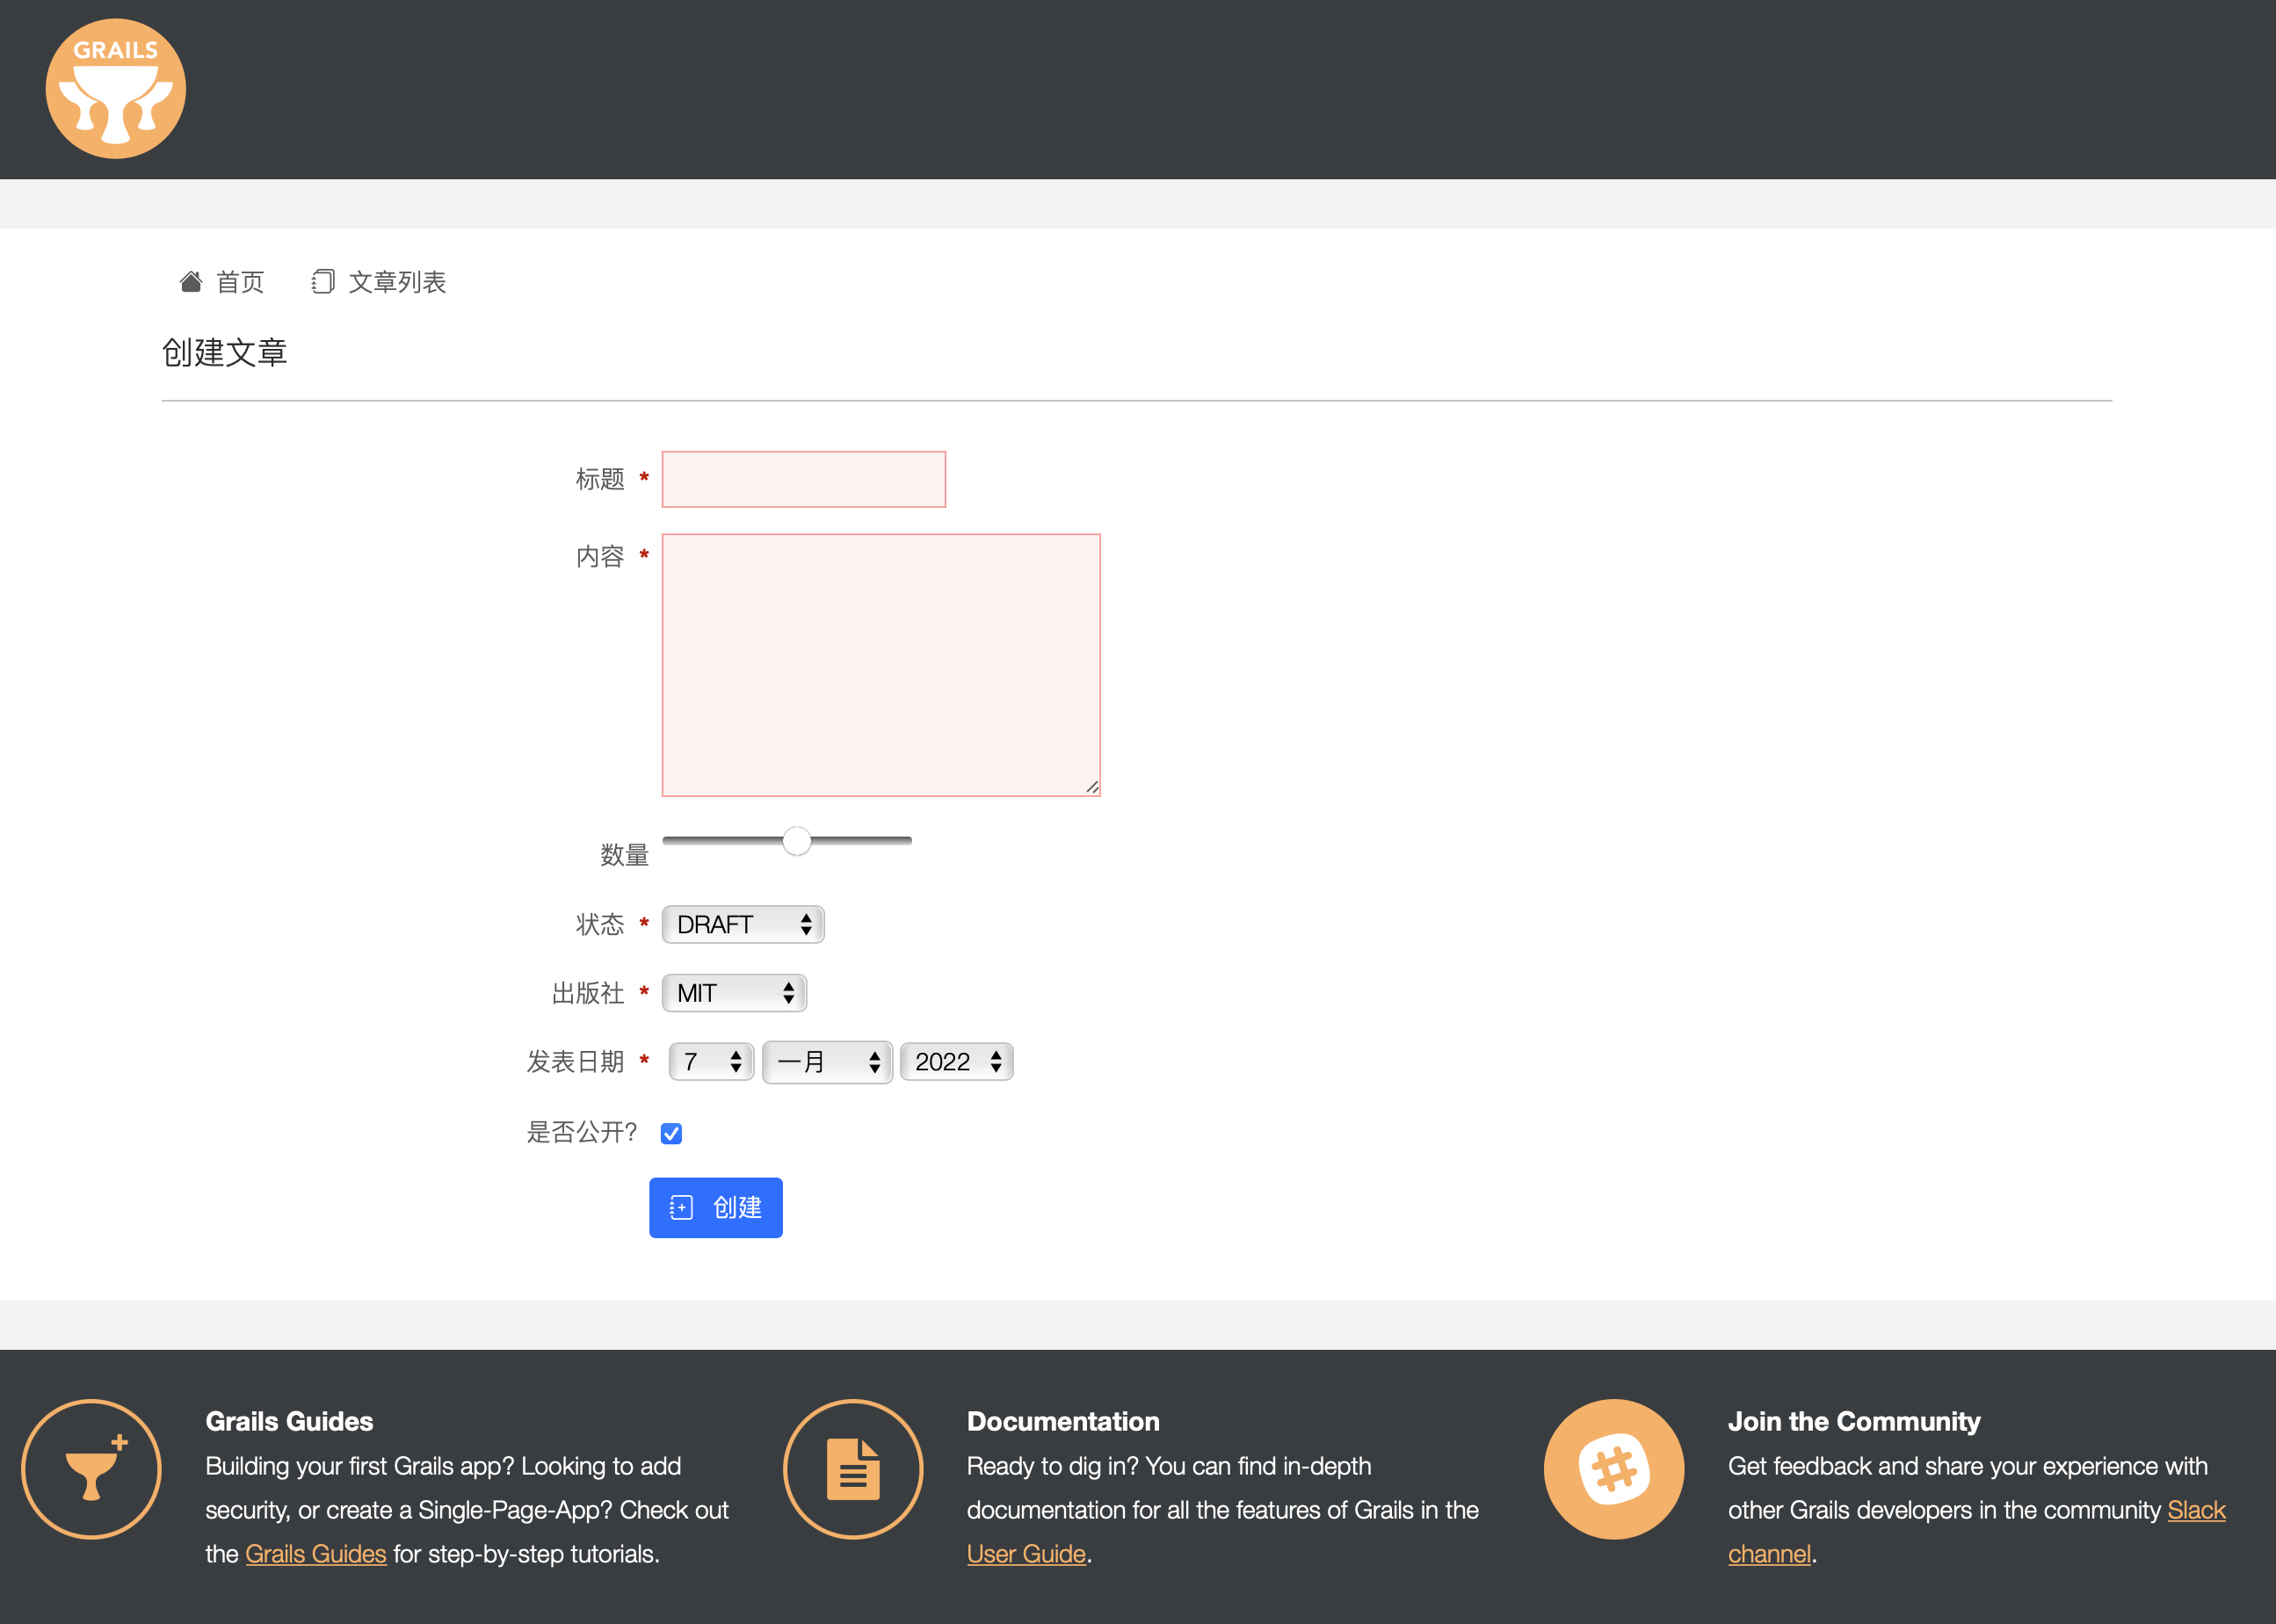 GRAILS
首页 文章列表
创建文章
标题 *
内容 *
数量
状态 * DRAFT
出版社 * MIT
发表日期 * 7 一月 2022
是否公开?
创建
Grails Guides
Building your first Grails app? Looking to add
security, or create a Single-Page-App? Check out
the Grails Guides for step-by-step tutorials.
Documentation
Ready to dig in? You can find in-depth
documentation for all the features of Grails in the
User Guide.
Join the Community
Get feedback and share your experience with
other Grails developers in the community Slack
channel.